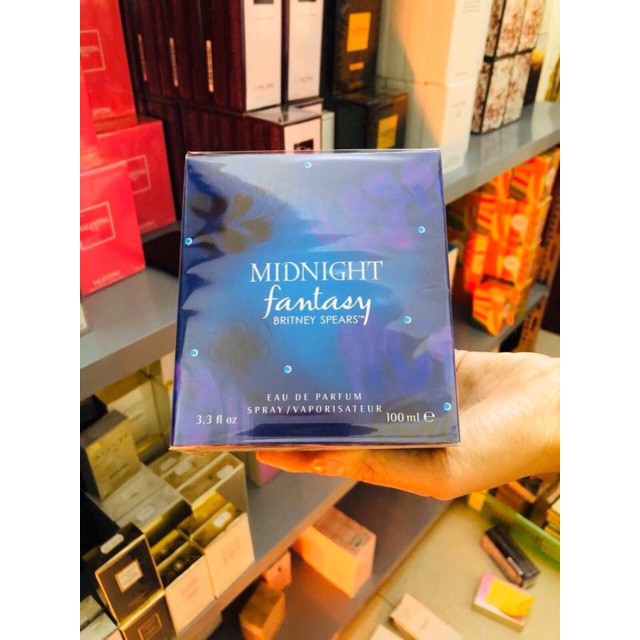 MIDNIGHT
fantasy
BRITNEY SPEARS™
EAU DE PARFUM
SPRAY/VAPORISATEUR
3.3 fl oz
100 ml ℮